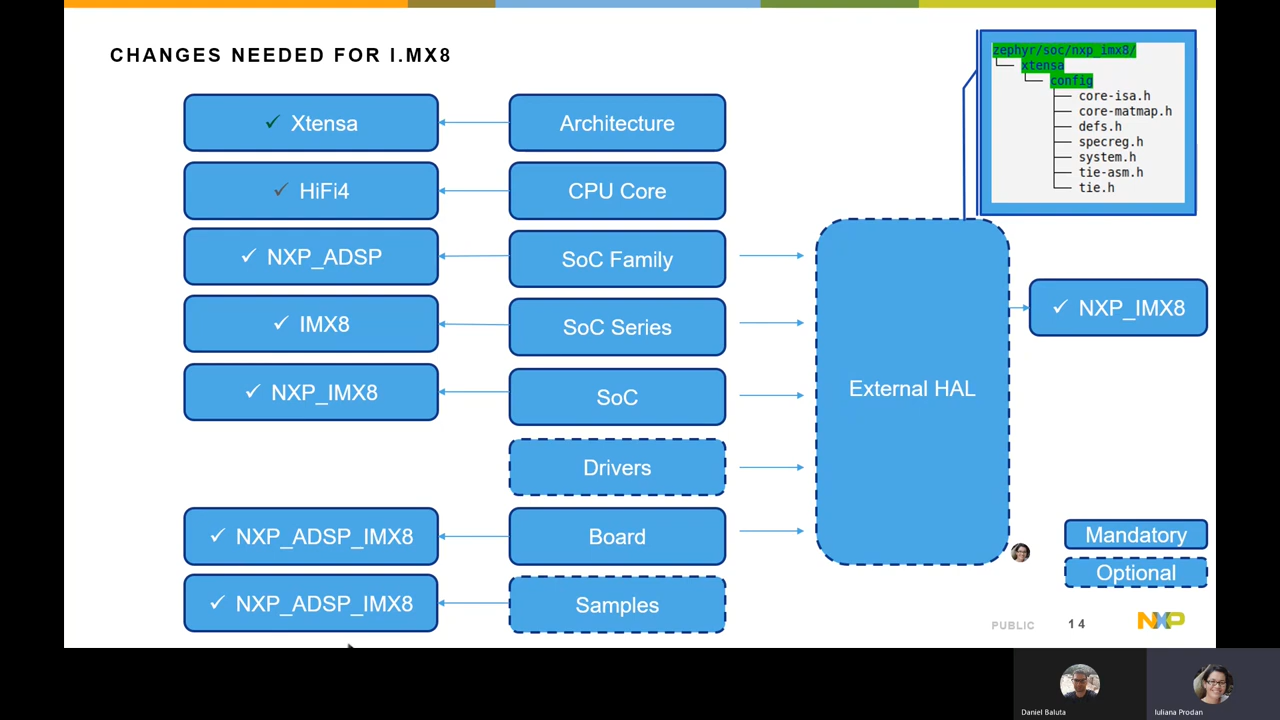 CHANGES NEEDED FOR I.MX8
zephyr/soc/nxp_imx8/
xtensa
config
core-isa.h
core-matmap.h
defs.h
specreg.h
system.h
tie-asm.h
tie.h
✓ Xtensa
Architecture
✓ HiFi4
CPU Core
✓ NXP_ADSP
SoC Family
✓ IMX8
SoC Series
✓ NXP_IMX8
SoC
Drivers
✓ NXP_ADSP_IMX8
Board
✓ NXP_ADSP_IMX8
Samples
External HAL
✓ NXP_IMX8
Mandatory
Optional
PUBLIC 14 NXP
Daniel Baluta
Iuliana Prodan